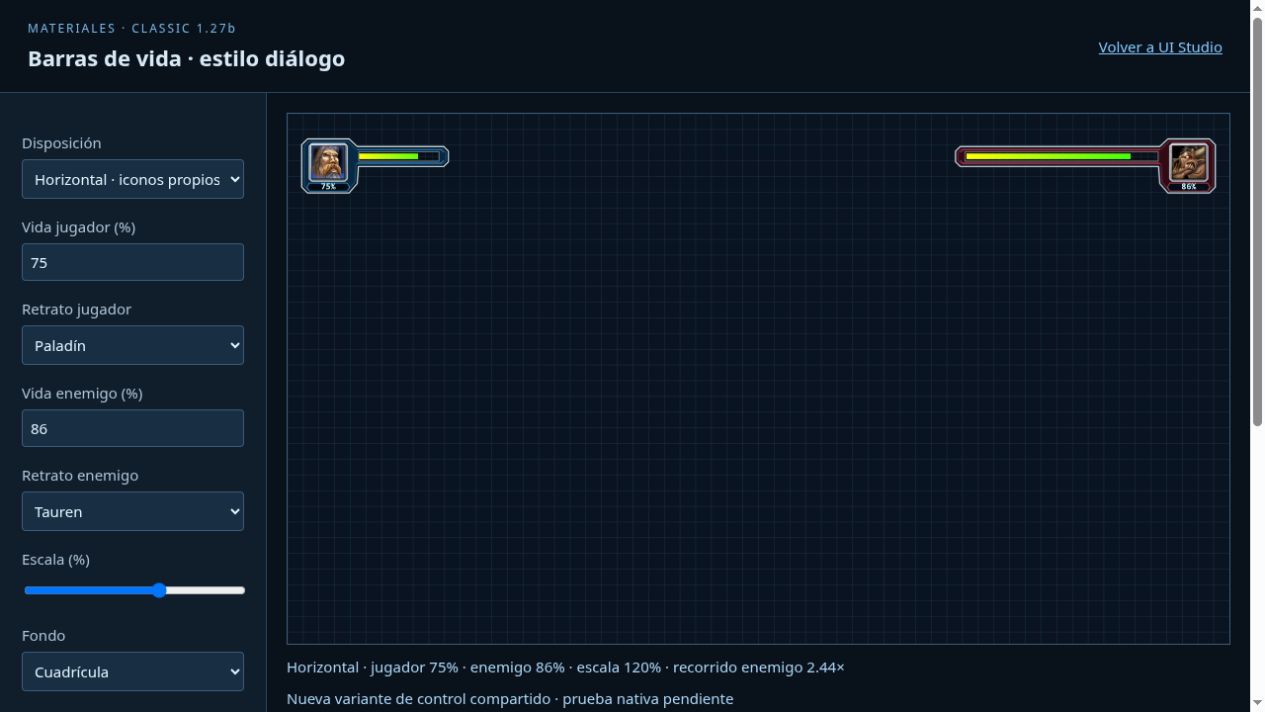 MATERIALES · CLASSIC 1.27b
Barras de vida · estilo diálogo
Volver a UI Studio
Disposición
Horizontal · iconos propios
Vida jugador (%)
75
Retrato jugador
Paladín
Vida enemigo (%)
86
Retrato enemigo
Tauren
Escala (%)
Fondo
Cuadrícula
75%
86%
Horizontal · jugador 75% · enemigo 86% · escala 120% · recorrido enemigo 2.44×
Nueva variante de control compartido · prueba nativa pendiente